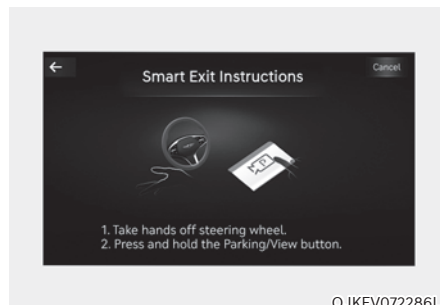 Smart Exit Instructions
Cancel
P
1. Take hands off steering wheel.
2. Press and hold the Parking/View button.
OJKEV072286L